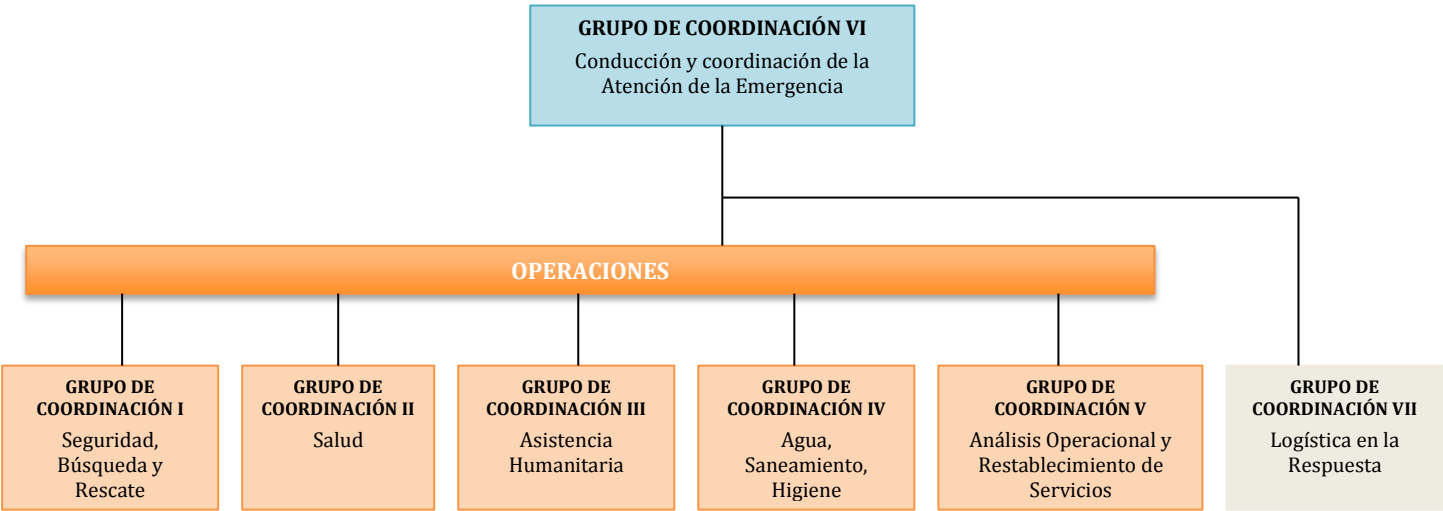 GRUPO DE COORDINACIÓN VI
Conducción y coordinación de la
Atención de la Emergencia
OPERACIONES
GRUPO DE
COORDINACIÓN I
Seguridad,
Búsqueda y
Rescate
GRUPO DE
COORDINACIÓN II
Salud
GRUPO DE
COORDINACIÓN III
Asistencia
Humanitaria
GRUPO DE
COORDINACIÓN IV
Agua,
Saneamiento,
Higiene
GRUPO DE
COORDINACIÓN V
Análisis Operacional y
Restablecimiento de
Servicios
GRUPO DE
COORDINACIÓN VII
Logística en la
Respuesta